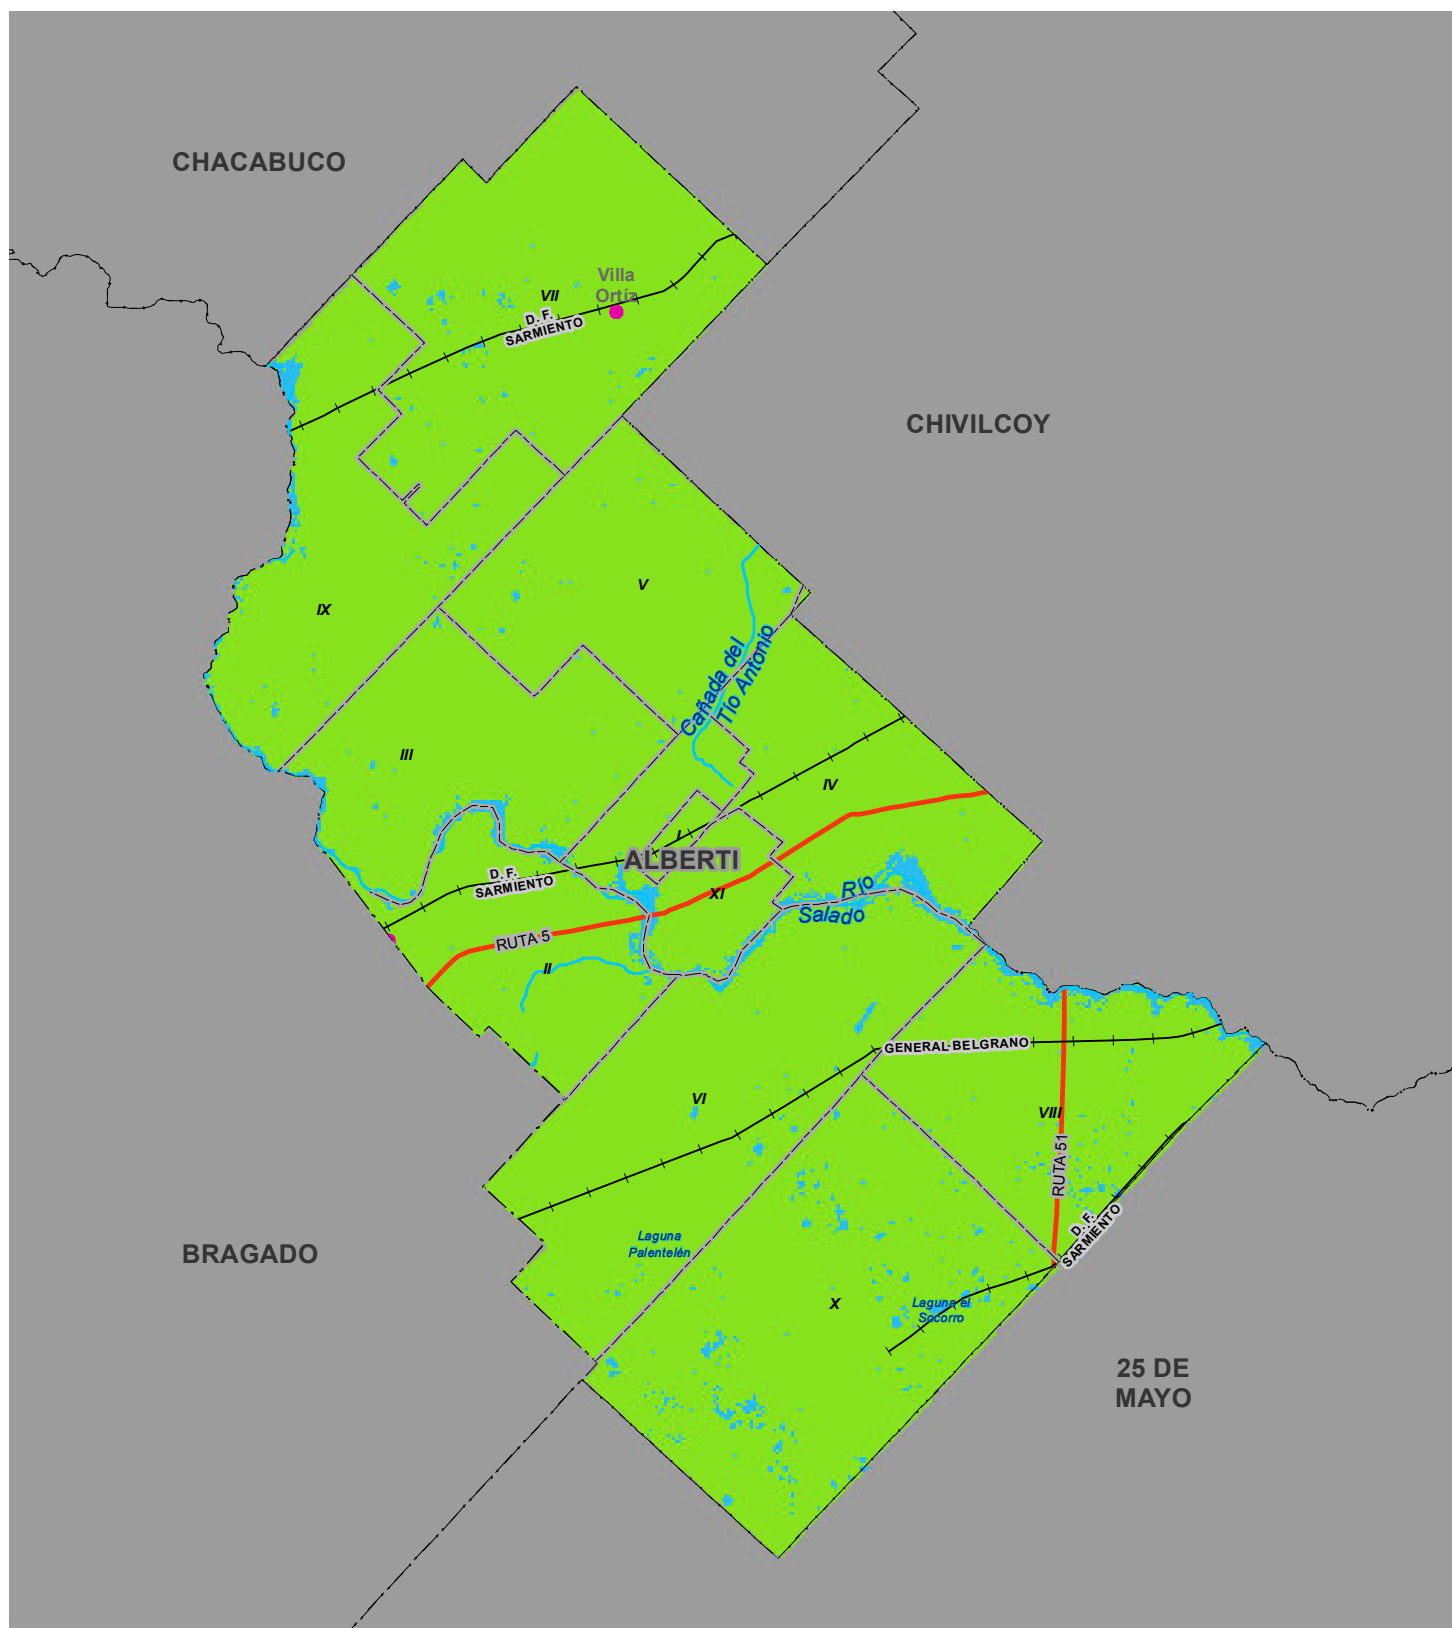 CHACABUCO
Villa
Ortíz
VII
D. F.
SARMIENTO
CHIVILCOY
V
IX
Cañada del
Tío Antonio
III
IV
I
ALBERTI
D. F.
SARMIENTO
XI
Río
Salado
RUTA 5
II
GENERAL BELGRANO
VI
VIII
RUTA 51
D. F.
SARMIENTO
Laguna
Palentelén
BRAGADO
X
Laguna el
Socorro
25 DE
MAYO